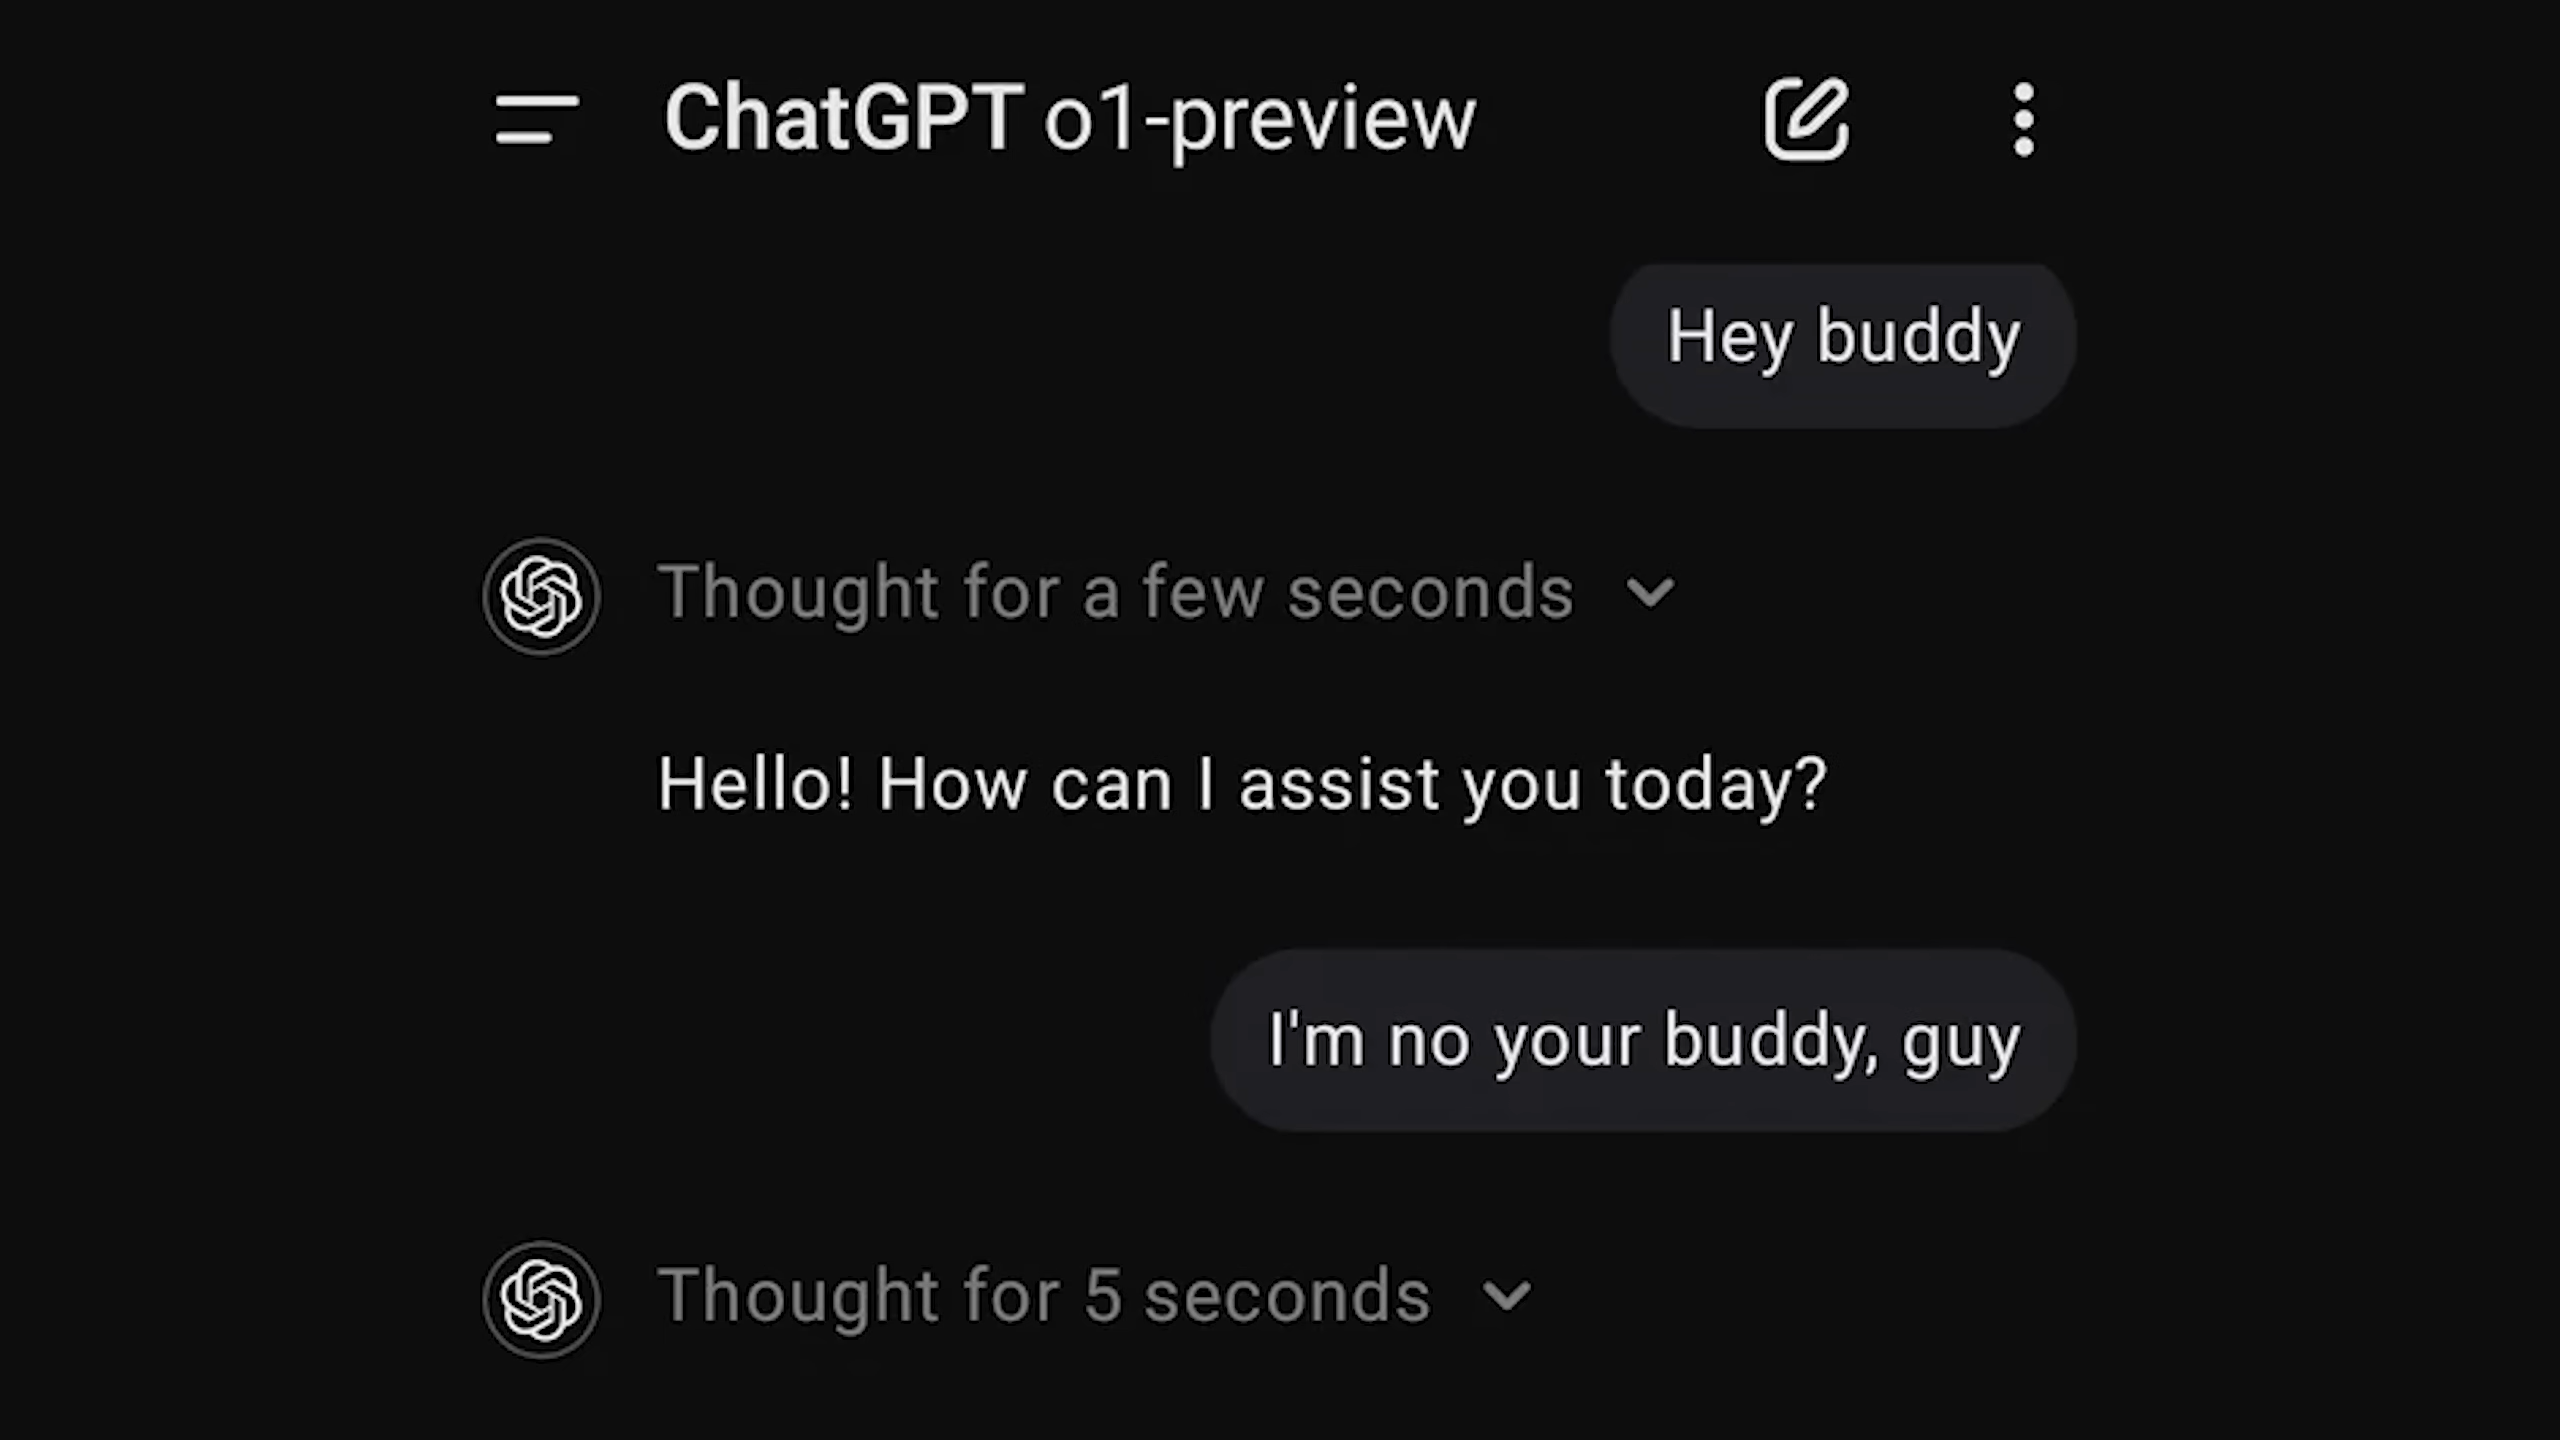 ChatGPT o1-preview
Hey buddy
Thought for a few seconds
Hello! How can I assist you today?
I'm no your buddy, guy
Thought for 5 seconds